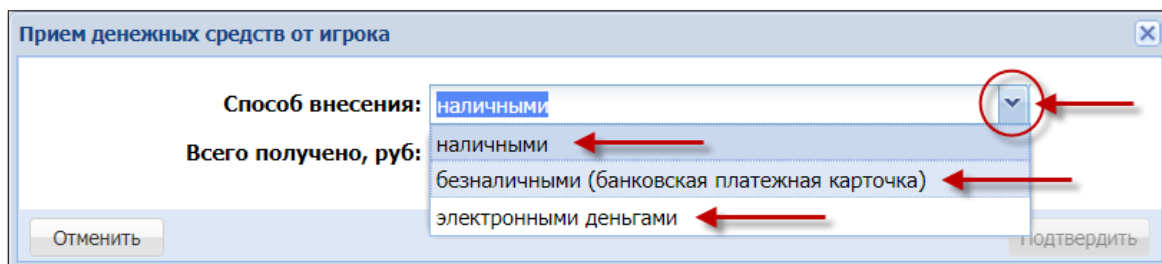 Прием денежных средств от игрока
Способ внесения: наличными
Всего получено, руб: наличными
безналичными (банковская платежная карточка)
электронными деньгами
Отменить Подтвердить